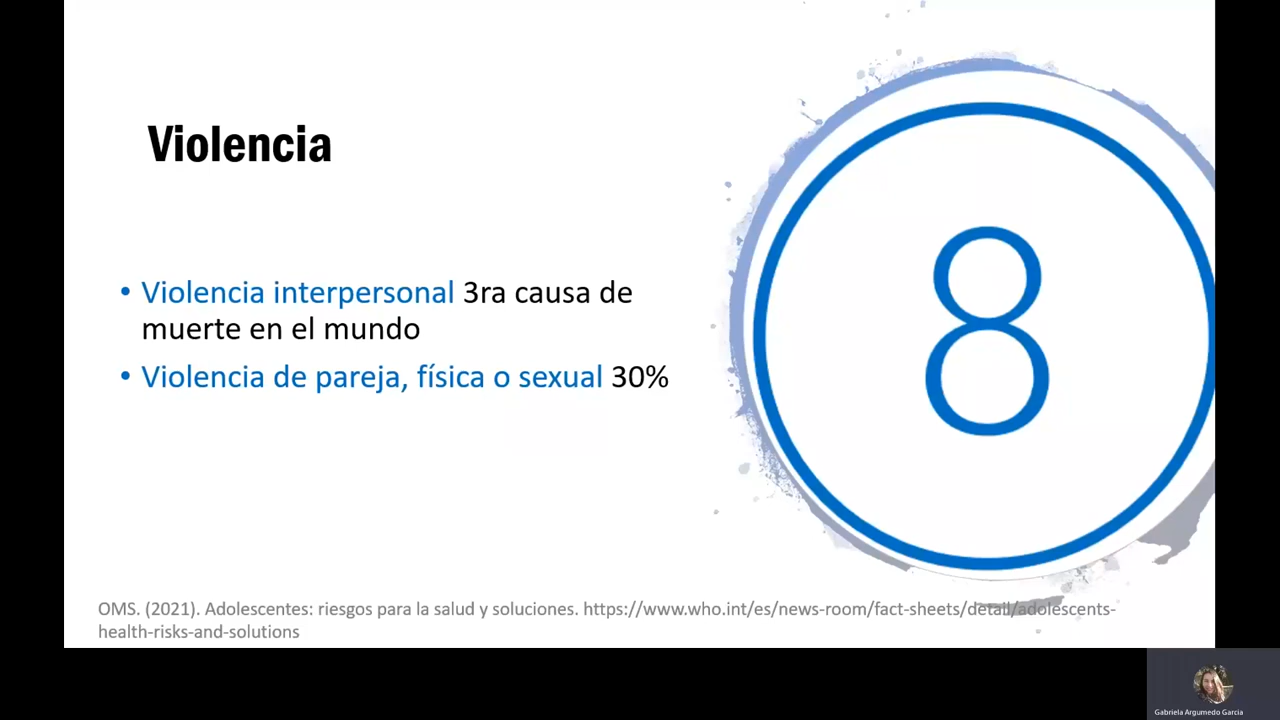 Violencia
• Violencia interpersonal 3ra causa de
muerte en el mundo
• Violencia de pareja, física o sexual 30%
8
OMS. (2021). Adolescentes: riesgos para la salud y soluciones. https://www.who.int/es/news-room/fact-sheets/detail/adolescents-
health-risks-and-solutions
Gabriela Argumedo Garcia